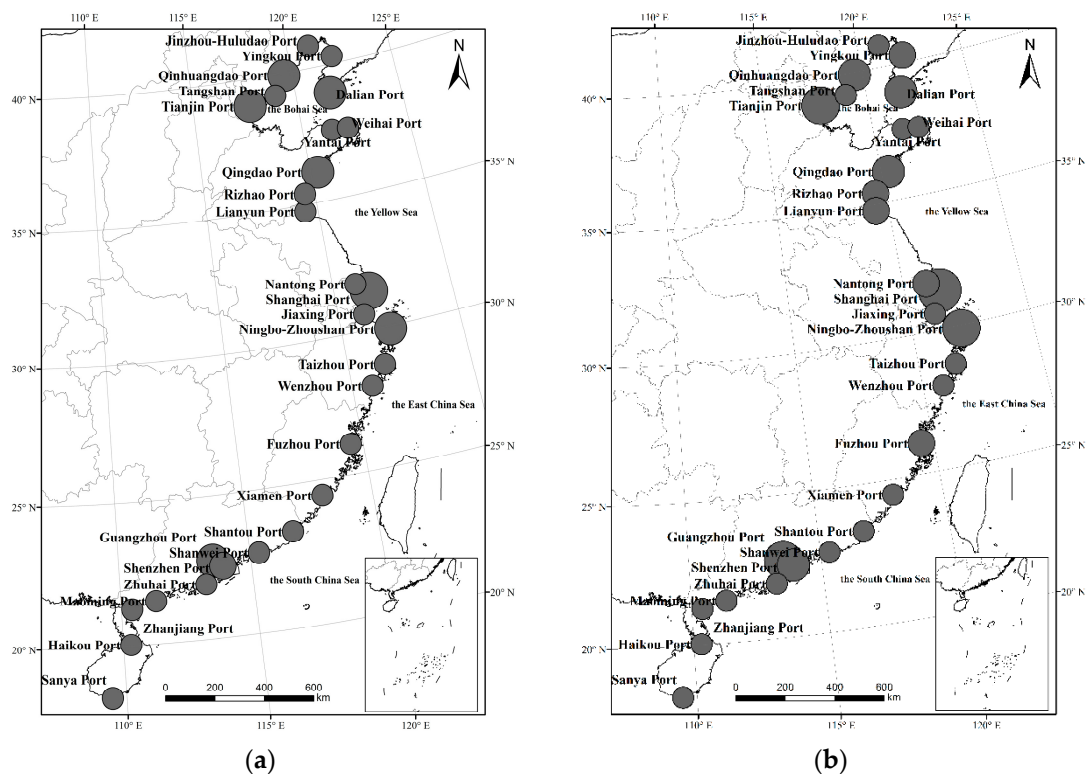 110° E 115° E 120° E 125° E
N
Jinzhou-Huludao Port
Yingkou Port
Qinhuangdao Port
Tangshan Port
Dalian Port
40° N
Tianjin Port
the Bohai Sea
Weihai Port
Yantai Port
35° N
Qingdao Port
Rizhao Port
Lianyun Port
the Yellow Sea
35° N
Nantong Port
Shanghai Port
30° N
Jiaxing Port
Ningbo-Zhoushan Port
Taizhou Port
30° N
Wenzhou Port
the East China Sea
Fuzhou Port
25° N
Xiamen Port
25° N
Shantou Port
Guangzhou Port
Shanwei Port
Shenzhen Port
the South China Sea
Zhuhai Port
20° N
Maoming Port
Zhanjiang Port
Haikou Port
20° N
Sanya Port
0 200 400 600
km
110° E 115° E 120° E
(a)
110° E 115° E 120° E 125° E
N
Jinzhou-Huludao Port
Yingkou Port
Qinhuangdao Port
Tangshan Port
Dalian Port
40° N
Tianjin Port
the Bohai Sea
Weihai Port
Yantai Port
35° N
Qingdao Port
Rizhao Port
Lianyun Port
the Yellow Sea
35° N
Nantong Port
Shanghai Port
30° N
Jiaxing Port
Ningbo-Zhoushan Port
Taizhou Port
30° N
Wenzhou Port
the East China Sea
Fuzhou Port
25° N
Xiamen Port
25° N
Shantou Port
Guangzhou Port
Shanwei Port
Shenzhen Port
the South China Sea
Zhuhai Port
20° N
Maoming Port
Zhanjiang Port
Haikou Port
20° N
Sanya Port
0 200 400 600
km
110° E 115° E 120° E
(b)